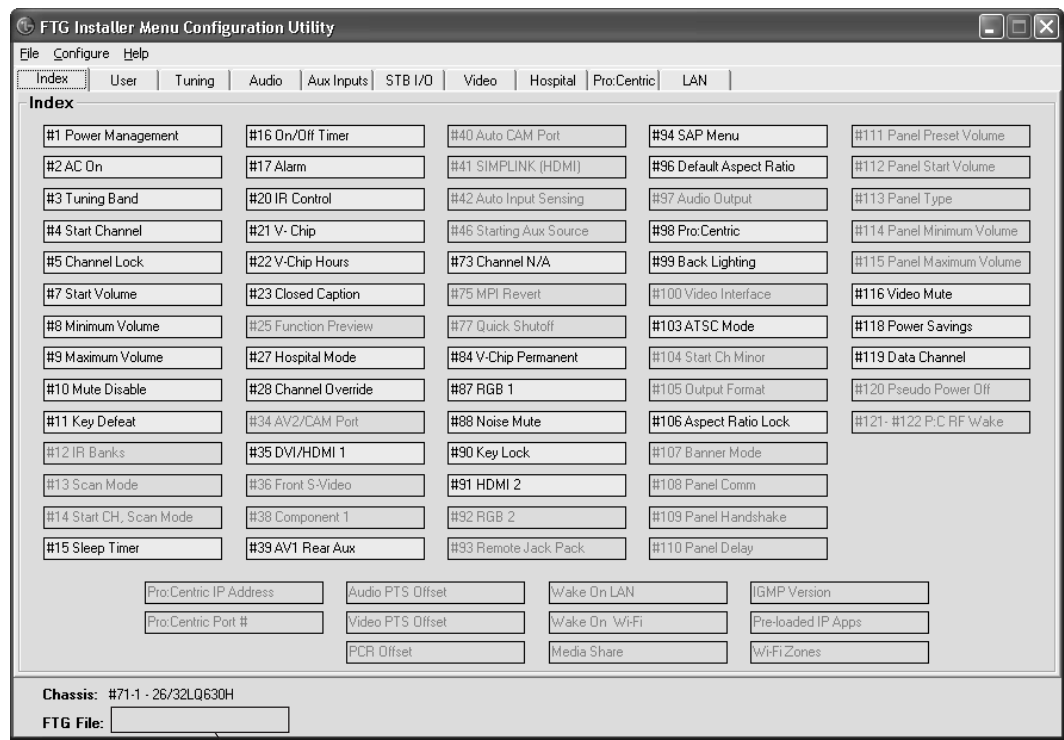 FTG Installer Menu Configuration Utility
File Configure Help
Index User Tuning Audio Aux Inputs STB I/O Video Hospital Pro:Centric LAN
Index
#1 Power Management #16 On/Off Timer #40 Auto CAM Port #94 SAP Menu #111 Panel Preset Volume
#2 AC On #17 Alarm #41 SIMPLINK (HDMI) #96 Default Aspect Ratio #112 Panel Start Volume
#3 Tuning Band #20 IR Control #42 Auto Input Sensing #97 Audio Output #113 Panel Type
#4 Start Channel #21 V- Chip #46 Starting Aux Source #98 Pro:Centric #114 Panel Minimum Volume
#5 Channel Lock #22 V-Chip Hours #73 Channel N/A #99 Back Lighting #115 Panel Maximum Volume
#7 Start Volume #23 Closed Caption #75 MPI Revert #100 Video Interface #116 Video Mute
#8 Minimum Volume #25 Function Preview #77 Quick Shutoff #103 ATSC Mode #118 Power Savings
#9 Maximum Volume #27 Hospital Mode #84 V-Chip Permanent #104 Start Ch Minor #119 Data Channel
#10 Mute Disable #28 Channel Override #87 RGB 1 #105 Output Format #120 Pseudo Power Off
#11 Key Defeat #34 AV2/CAM Port #88 Noise Mute #106 Aspect Ratio Lock #121- #122 P:C RF Wake
#12 IR Banks #35 DVI/HDMI 1 #90 Key Lock #107 Banner Mode
#13 Scan Mode #36 Front S-Video #91 HDMI 2 #108 Panel Comm
#14 Start CH, Scan Mode #38 Component 1 #92 RGB 2 #109 Panel Handshake
#15 Sleep Timer #39 AV1 Rear Aux #93 Remote Jack Pack #110 Panel Delay
Pro:Centric IP Address Audio PTS Offset Wake On LAN IGMP Version
Pro:Centric Port # Video PTS Offset Wake On Wi-Fi Pre-loaded IP Apps
PCR Offset Media Share Wi-Fi Zones
Chassis: #71-1 - 26/32LQ630H
FTG File: